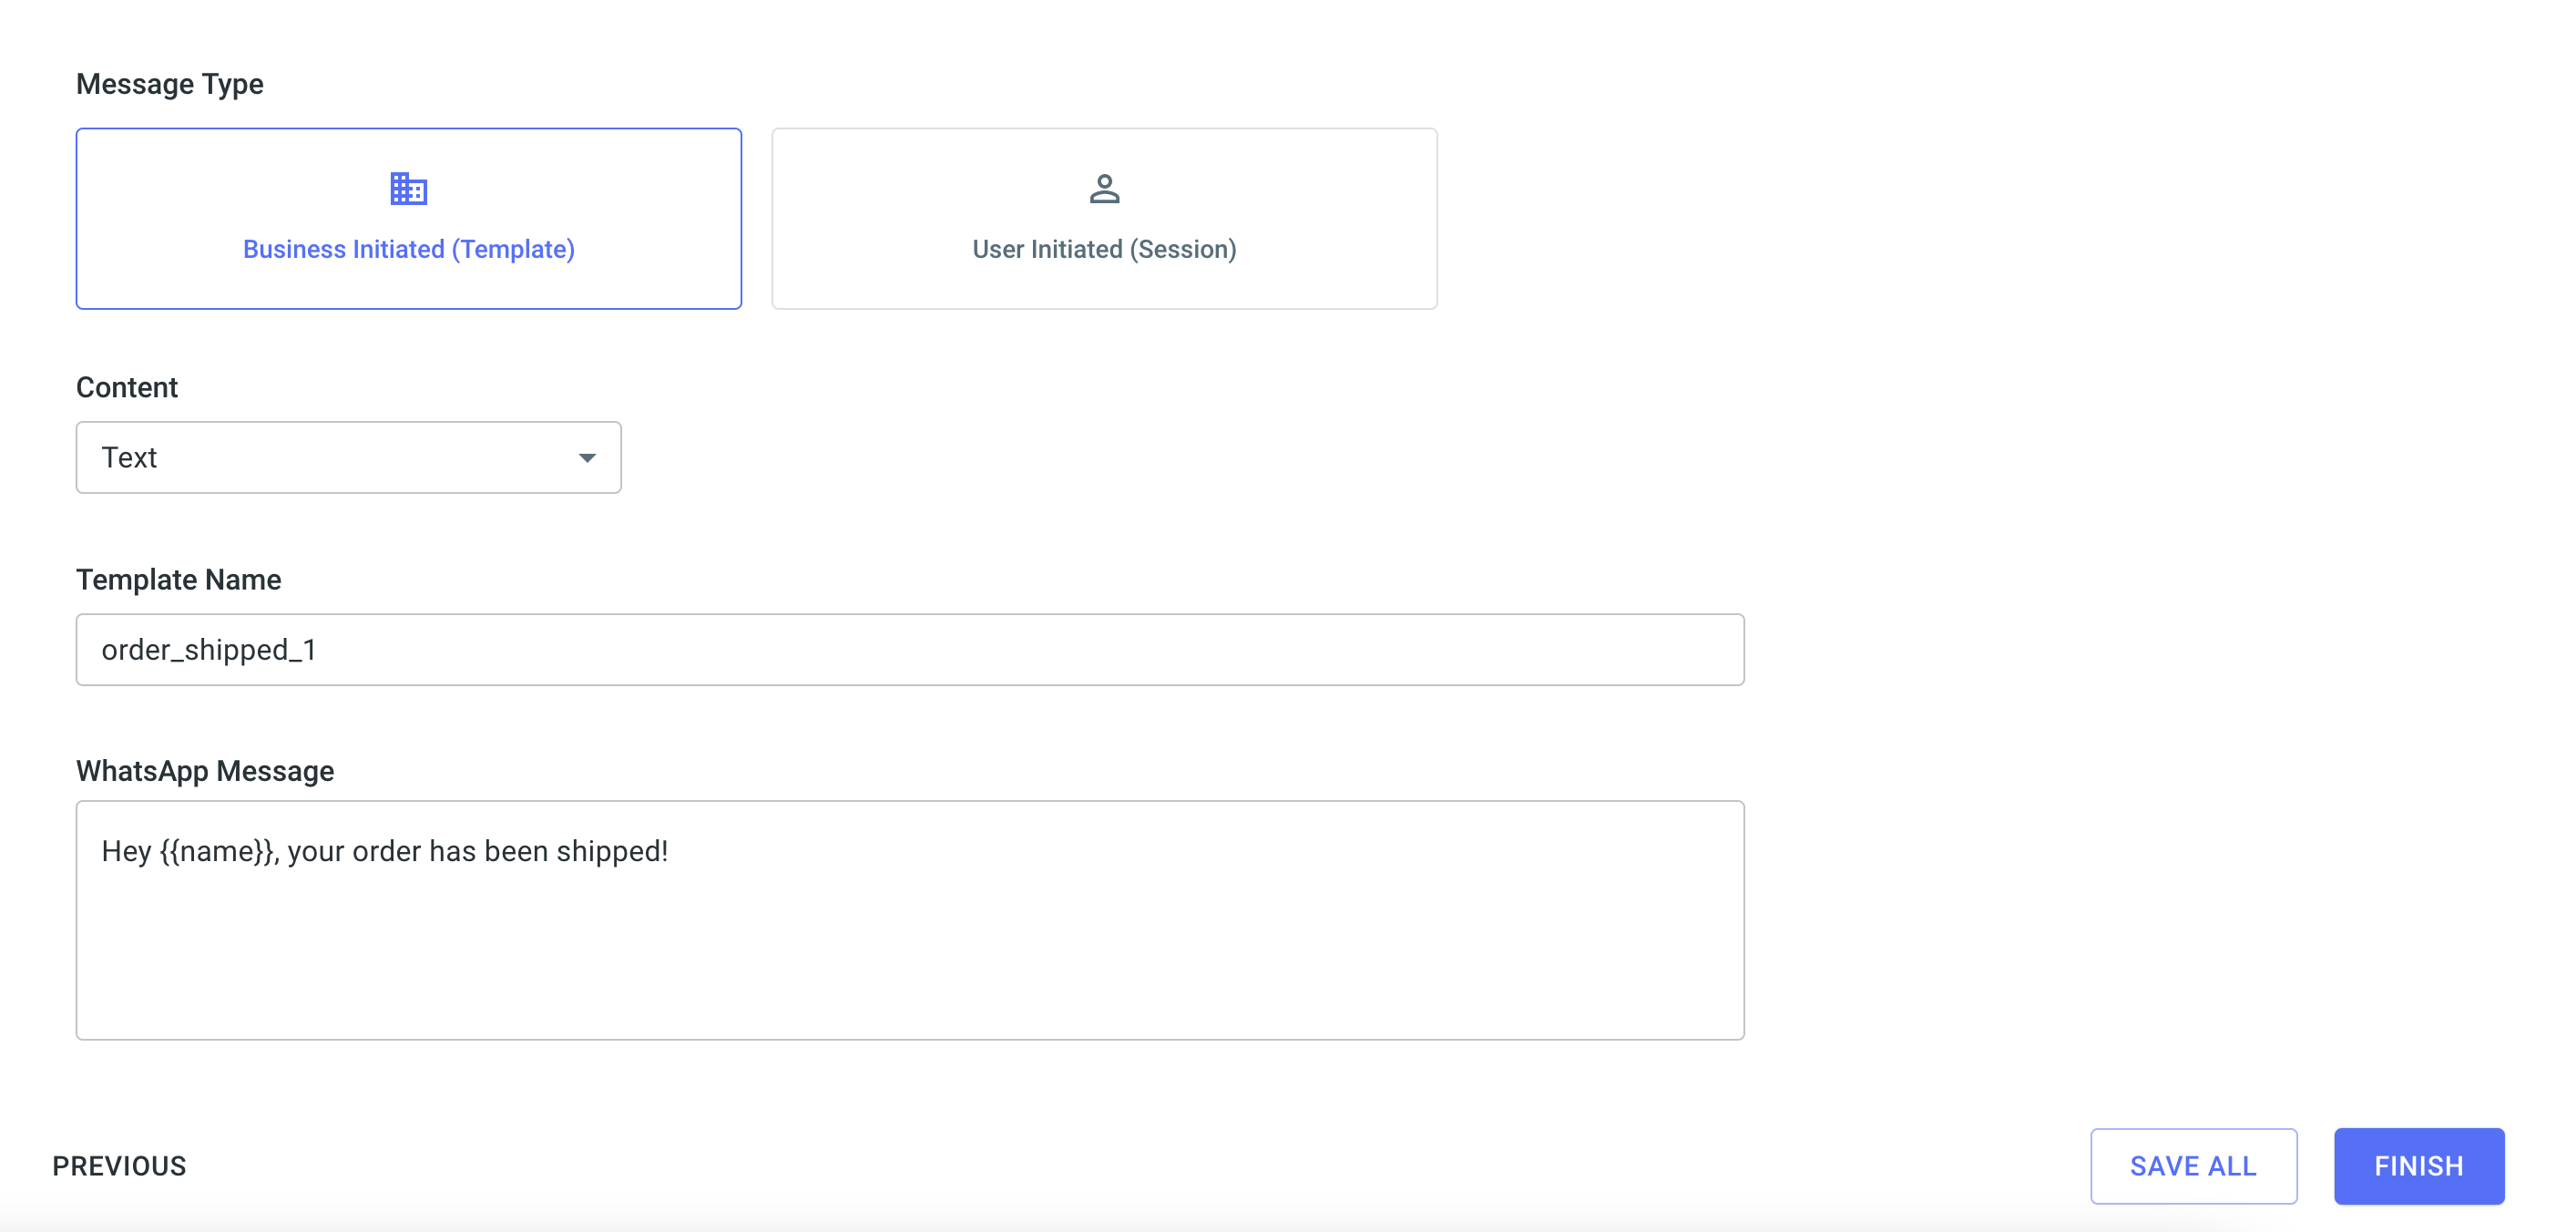 Message Type
Business Initiated (Template)
User Initiated (Session)
Content
Text
Template Name
order_shipped_1
WhatsApp Message
Hey {{name}}, your order has been shipped!
PREVIOUS
SAVE ALL
FINISH